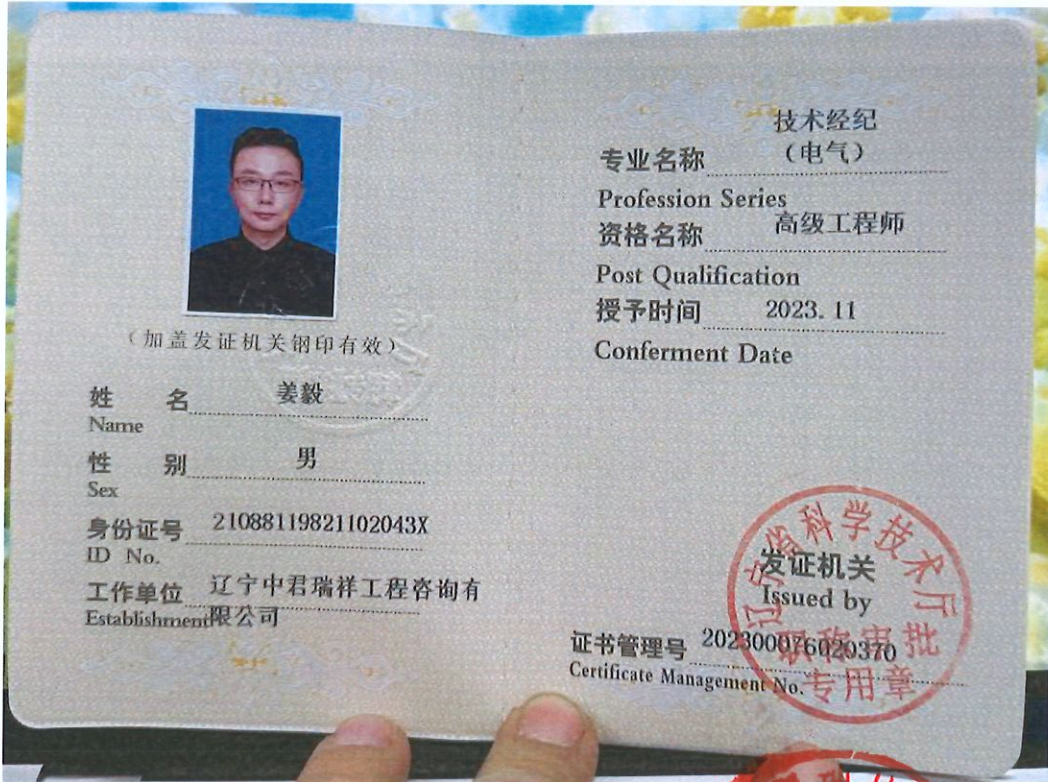 （加盖发证机关钢印有效）
姓 名 姜毅
Name
性 别 男
Sex
身份证号 21088119821102043X
ID No.
工作单位 辽宁中君瑞祥工程咨询有
Establishment 限公司
技术经纪
专业名称 （电气）
Profession Series
资格名称 高级工程师
Post Qualification
授予时间 2023.11
Conferment Date
辽宁省科学技术厅
发证机关
Issued by
职称审批
证书管理号 202300076020370
专用章
Certificate Management No.